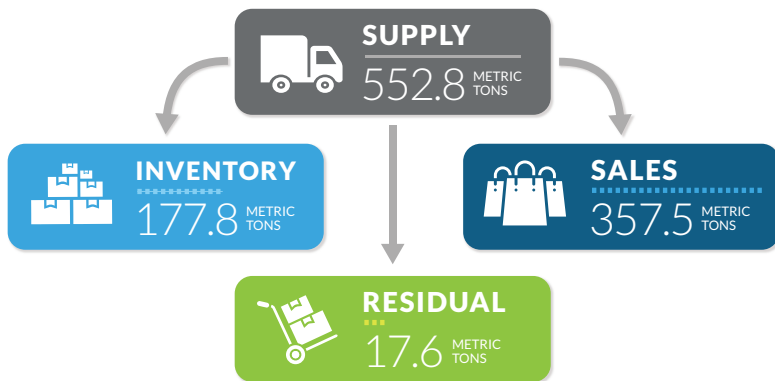 SUPPLY
552.8 METRIC TONS
INVENTORY
177.8 METRIC TONS
SALES
357.5 METRIC TONS
RESIDUAL
17.6 METRIC TONS